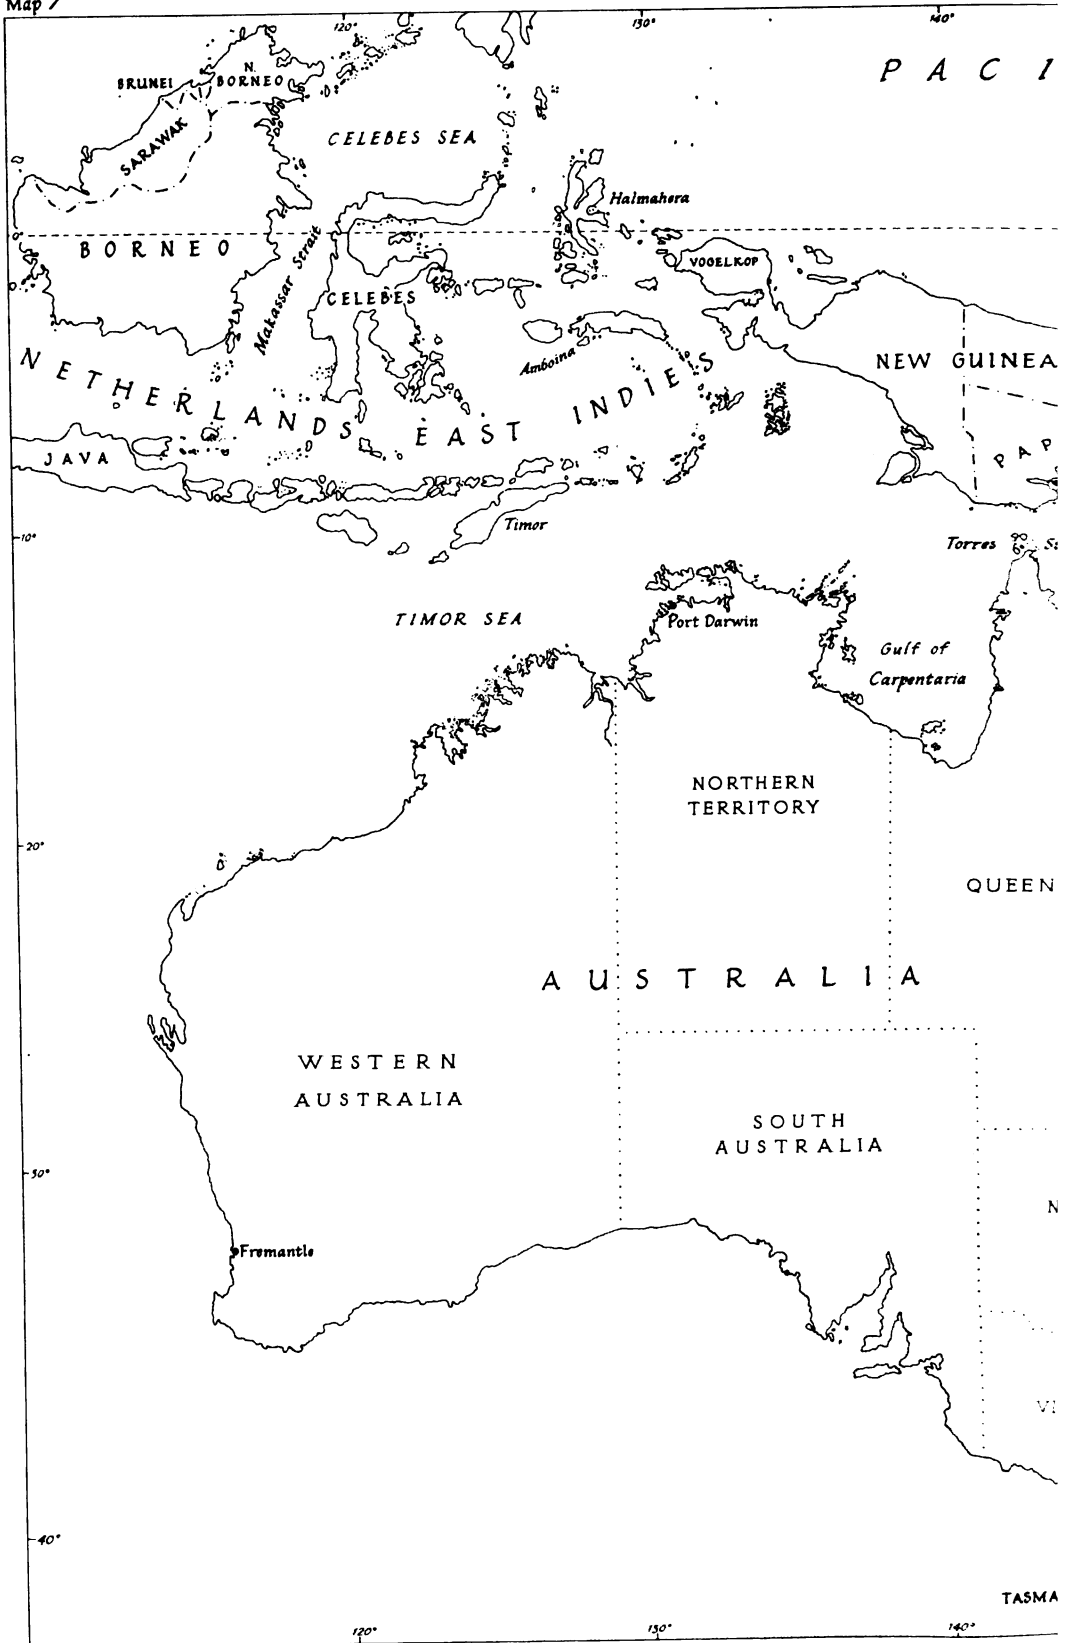 Map 7
120°
130°
140°
PACI
BRUNEI
N.
BORNEO
SARAWAK
CELEBES SEA
Halmahera
BORNEO
Makassar Strait
VOGELKOP
CELEBES
Amboina
NEW GUINEA
NETHERLANDS EAST INDIES
JAVA
PAP
Timor
10°
Torres
TIMOR SEA
Port Darwin
Gulf of
Carpentaria
NORTHERN
TERRITORY
20°
QUEEN
AUSTRALIA
WESTERN
AUSTRALIA
SOUTH
AUSTRALIA
30°
N
Fremantle
VI
40°
TASMA
120°
130°
140°